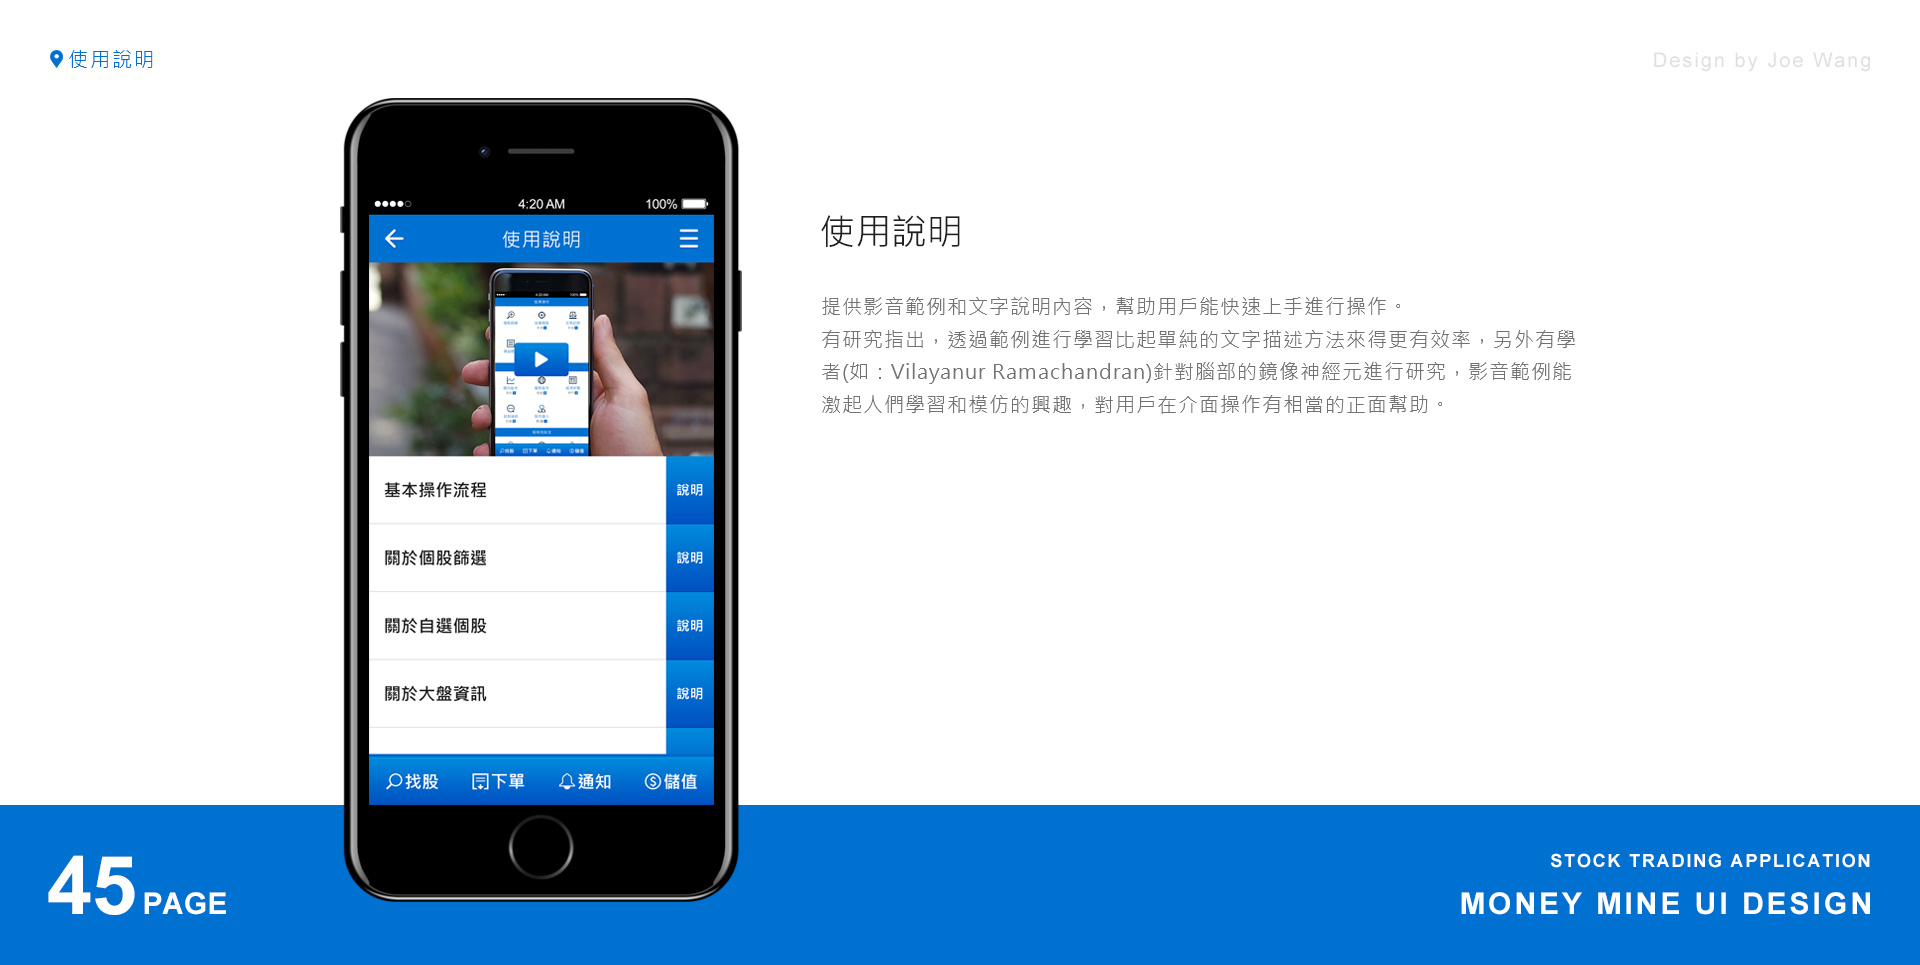 使用說明
Design by Joe Wang
4:20 AM
100%
使用說明
基本操作流程
說明
關於個股篩選
說明
關於自選個股
說明
關於大盤資訊
說明
找股
下單
通知
儲值
使用說明
提供影音範例和文字說明內容，幫助用戶能快速上手進行操作。
有研究指出，透過範例進行學習比起單純的文字描述方法來得更有效率，另外有學
者(如：Vilayanur Ramachandran)針對腦部的鏡像神經元進行研究，影音範例能
激起人們學習和模仿的興趣，對用戶在介面操作有相當的正面幫助。
45 PAGE
STOCK TRADING APPLICATION
MONEY MINE UI DESIGN